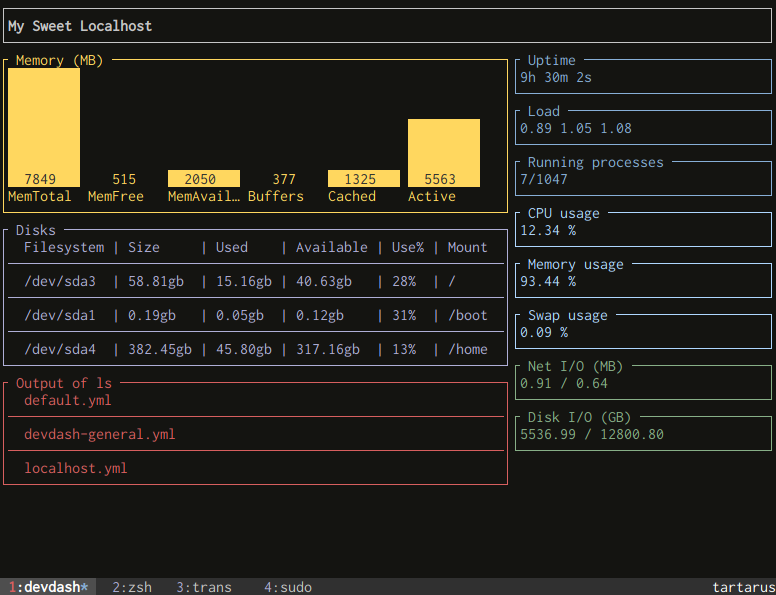 My Sweet Localhost
Memory (MB)
7849 515 2050 377 1325 5563
MemTotal MemFree MemAvail… Buffers Cached Active
Disks
Filesystem | Size | Used | Available | Use% | Mount
/dev/sda3 | 58.81gb | 15.16gb | 40.63gb | 28% | /
/dev/sda1 | 0.19gb | 0.05gb | 0.12gb | 31% | /boot
/dev/sda4 | 382.45gb | 45.80gb | 317.16gb | 13% | /home
Output of ls
default.yml
devdash-general.yml
localhost.yml
Uptime
9h 30m 2s
Load
0.89 1.05 1.08
Running processes
7/1047
CPU usage
12.34 %
Memory usage
93.44 %
Swap usage
0.09 %
Net I/O (MB)
0.91 / 0.64
Disk I/O (GB)
5536.99 / 12800.80
1:devdash* 2:zsh 3:trans 4:sudo tartarus